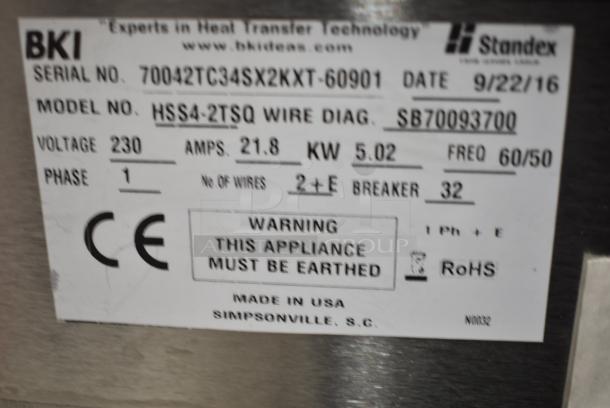 "Experts in Heat Transfer Technology"
BKI www.bkideas.com Standex
SERIAL NO. 70042TC34SX2KXT-60901 DATE 9/22/16
MODEL NO. HSS4-2TSQ WIRE DIAG. SB70093700
VOLTAGE 230 AMPS. 21.8 KW 5.02 FREQ 60/50
PHASE 1 No OF WIRES 2+E BREAKER 32
CE
WARNING
THIS APPLIANCE
MUST BE EARTHED
1 Ph + E
RoHS
MADE IN USA
SIMPSONVILLE, S.C.
N0032